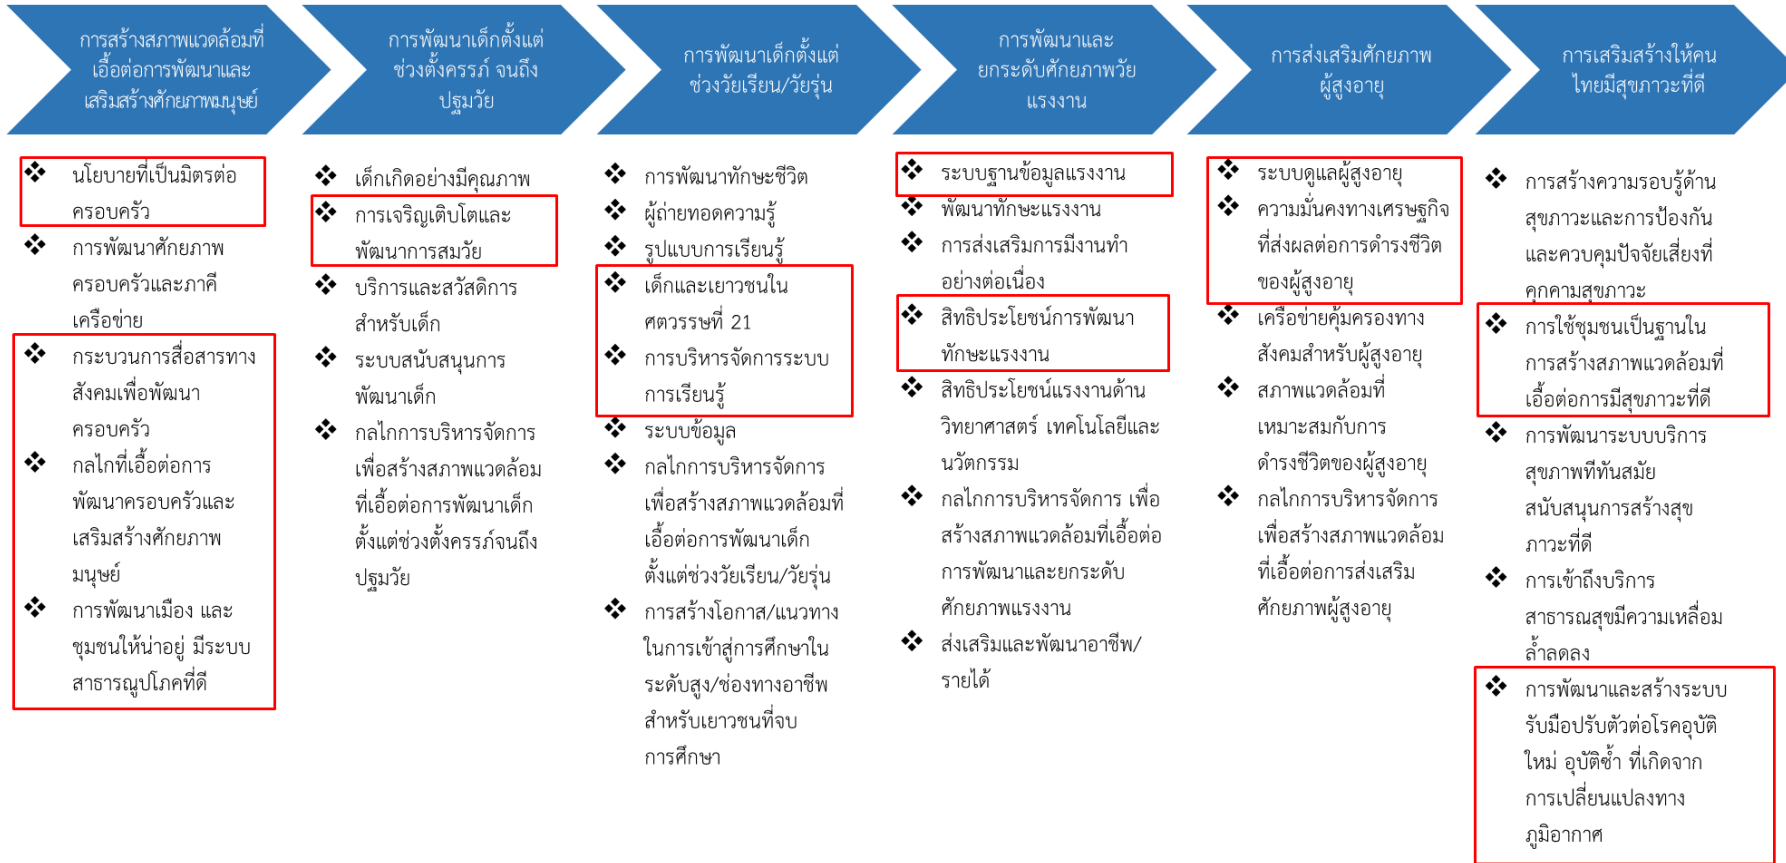 การสร้างสภาพแวดล้อมที่
เอื้อต่อการพัฒนาและ
เสริมสร้างศักยภาพมนุษย์
การพัฒนาเด็กตั้งแต่
ช่วงตั้งครรภ์ จนถึง
ปฐมวัย
การพัฒนาเด็กตั้งแต่
ช่วงวัยเรียน/วัยรุ่น
การพัฒนาและ
ยกระดับศักยภาพวัย
แรงงาน
การส่งเสริมศักยภาพ
ผู้สูงอายุ
การเสริมสร้างให้คน
ไทยมีสุขภาวะที่ดี
❖ นโยบายที่เป็นมิตรต่อ
ครอบครัว
❖ การพัฒนาศักยภาพ
ครอบครัวและภาคี
เครือข่าย
❖ กระบวนการสื่อสารทาง
สังคมเพื่อพัฒนา
ครอบครัว
❖ กลไกที่เอื้อต่อการ
พัฒนาครอบครัวและ
เสริมสร้างศักยภาพ
มนุษย์
❖ การพัฒนาเมือง และ
ชุมชนให้น่าอยู่ มีระบบ
สาธารณูปโภคที่ดี
❖ เด็กเกิดอย่างมีคุณภาพ
❖ การเจริญเติบโตและ
พัฒนาการสมวัย
❖ บริการและสวัสดิการ
สำหรับเด็ก
❖ ระบบสนับสนุนการ
พัฒนาเด็ก
❖ กลไกการบริหารจัดการ
เพื่อสร้างสภาพแวดล้อม
ที่เอื้อต่อการพัฒนาเด็ก
ตั้งแต่ช่วงตั้งครรภ์จนถึง
ปฐมวัย
❖ การพัฒนาทักษะชีวิต
❖ ผู้ถ่ายทอดความรู้
❖ รูปแบบการเรียนรู้
❖ เด็กและเยาวชนใน
ศตวรรษที่ 21
❖ การบริหารจัดการระบบ
การเรียนรู้
❖ ระบบข้อมูล
❖ กลไกการบริหารจัดการ
เพื่อสร้างสภาพแวดล้อมที่
เอื้อต่อการพัฒนาเด็ก
ตั้งแต่ช่วงวัยเรียน/วัยรุ่น
❖ การสร้างโอกาส/แนวทาง
ในการเข้าสู่การศึกษาใน
ระดับสูง/ช่องทางอาชีพ
สำหรับเยาวชนที่จบ
การศึกษา
❖ ระบบฐานข้อมูลแรงงาน
❖ พัฒนาทักษะแรงงาน
❖ การส่งเสริมการมีงานทำ
อย่างต่อเนื่อง
❖ สิทธิประโยชน์การพัฒนา
ทักษะแรงงาน
❖ สิทธิประโยชน์แรงงานด้าน
วิทยาศาสตร์ เทคโนโลยีและ
นวัตกรรม
❖ กลไกการบริหารจัดการ เพื่อ
สร้างสภาพแวดล้อมที่เอื้อต่อ
การพัฒนาและยกระดับ
ศักยภาพแรงงาน
❖ ส่งเสริมและพัฒนาอาชีพ/
รายได้
❖ ระบบดูแลผู้สูงอายุ
❖ ความมั่นคงทางเศรษฐกิจ
ที่ส่งผลต่อการดำรงชีวิต
ของผู้สูงอายุ
❖ เครือข่ายคุ้มครองทาง
สังคมสำหรับผู้สูงอายุ
❖ สภาพแวดล้อมที่
เหมาะสมกับการ
ดำรงชีวิตของผู้สูงอายุ
❖ กลไกการบริหารจัดการ
เพื่อสร้างสภาพแวดล้อม
ที่เอื้อต่อการส่งเสริม
ศักยภาพผู้สูงอายุ
❖ การสร้างความรอบรู้ด้าน
สุขภาวะและการป้องกัน
และควบคุมปัจจัยเสี่ยงที่
คุกคามสุขภาวะ
❖ การใช้ชุมชนเป็นฐานใน
การสร้างสภาพแวดล้อมที่
เอื้อต่อการมีสุขภาวะที่ดี
❖ การพัฒนาระบบบริการ
สุขภาพที่ทันสมัย
สนับสนุนการสร้างสุข
ภาวะที่ดี
❖ การเข้าถึงบริการ
สาธารณสุขมีความเหลื่อม
ล้ำลดลง
❖ การพัฒนาและสร้างระบบ
รับมือปรับตัวต่อโรคอุบัติ
ใหม่ อุบัติซ้ำ ที่เกิดจาก
การเปลี่ยนแปลงทาง
ภูมิอากาศ